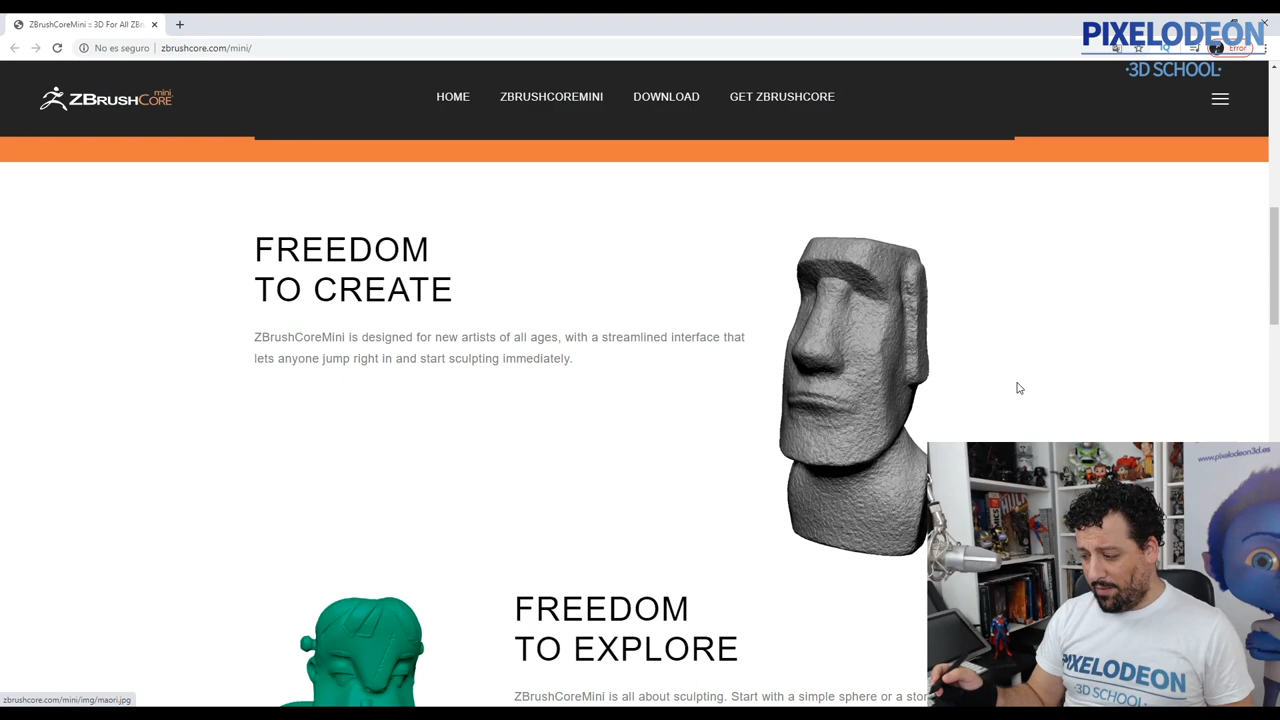 ZBrushCoreMini :: 3D For All ZBr
No es seguro
zbrushcore.com/mini/
Error
PIXELODEON
·3D SCHOOL·
ZBRUSHCORE mini
HOME
ZBRUSHCOREMINI
DOWNLOAD
GET ZBRUSHCORE
FREEDOM
TO CREATE
ZBrushCoreMini is designed for new artists of all ages, with a streamlined interface that
lets anyone jump right in and start sculpting immediately.
FREEDOM
TO EXPLORE
ZBrushCoreMini is all about sculpting. Start with a simple sphere or a
zbrushcore.com/mini/img/maori.jpg
www.pixelodeon3d.es
PIXELODEON
·3D SCHOOL·